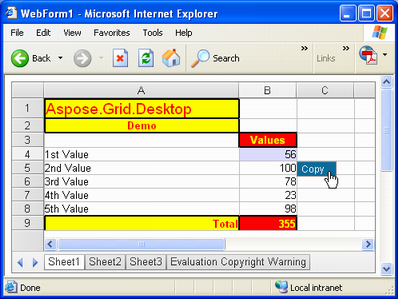 WebForm1 - Microsoft Internet Explorer
File Edit View Favorites Tools Help
Back Search Links
A B C
1 Aspose.Grid.Desktop
2 Demo
3 Values
4 1st Value 56
5 2nd Value 100 Copy
6 3rd Value 78
7 4th Value 23
8 5th Value 98
9 Total 355
Sheet1 Sheet2 Sheet3 Evaluation Copyright Warning
Done Local intranet